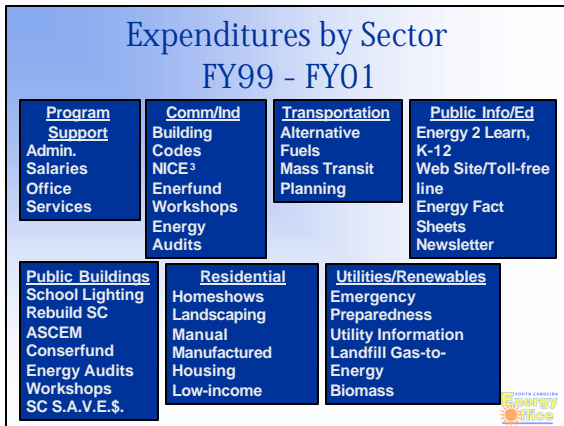 Expenditures by Sector
FY99 - FY01
Program
Support
Admin.
Salaries
Office
Services
Comm/Ind
Building
Codes
NICE³
Enerfund
Workshops
Energy
Audits
Transportation
Alternative
Fuels
Mass Transit
Planning
Public Info/Ed
Energy 2 Learn,
K-12
Web Site/Toll-free
line
Energy Fact
Sheets
Newsletter
Public Buildings
School Lighting
Rebuild SC
ASCEM
Conserfund
Energy Audits
Workshops
SC S.A.V.E.$.
Residential
Homeshows
Landscaping
Manual
Manufactured
Housing
Low-income
Utilities/Renewables
Emergency
Preparedness
Utility Information
Landfill Gas-to-
Energy
Biomass
SOUTH CAROLINA
Energy
Office